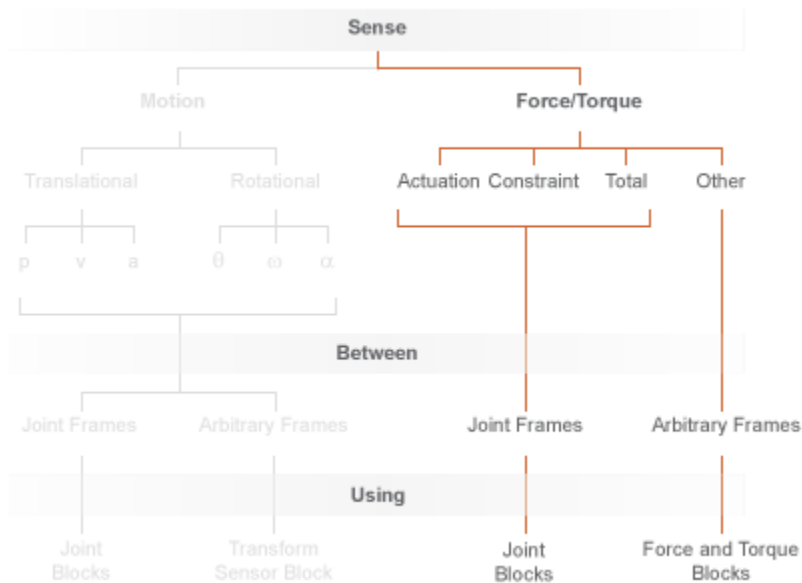 Sense
Motion Force/Torque
Translational Rotational Actuation Constraint Total Other
p v a θ ω α
Between
Joint Frames Arbitrary Frames Joint Frames Arbitrary Frames
Using
Joint Transform Joint Force and Torque
Blocks Sensor Block Blocks Blocks